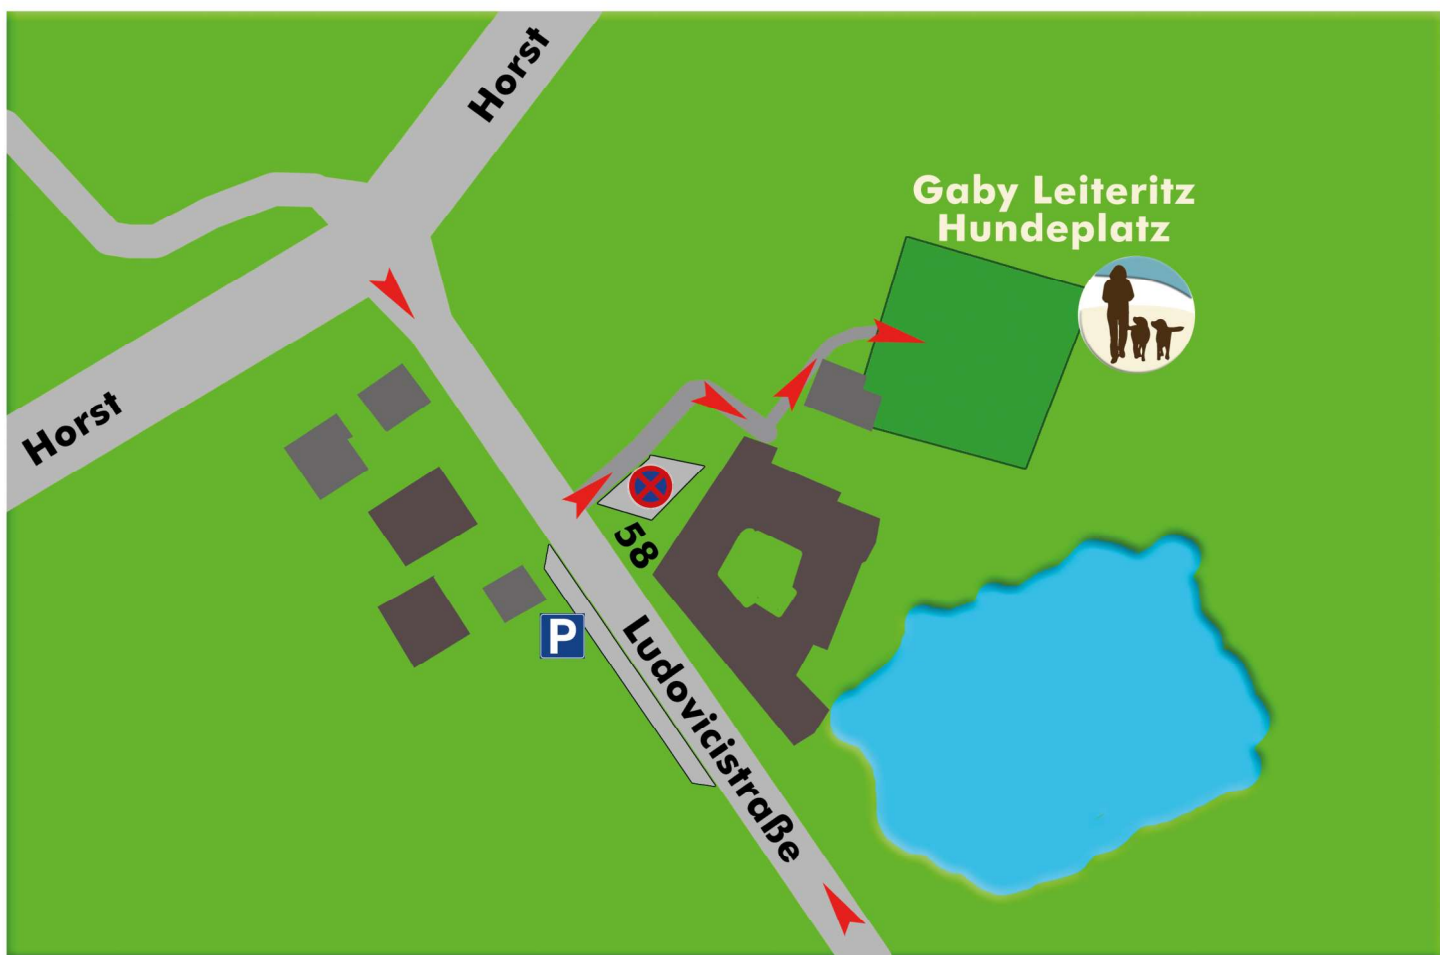 Horst
Gaby Leiteritz
Hundeplatz
Horst
58
P
Ludovicistraße